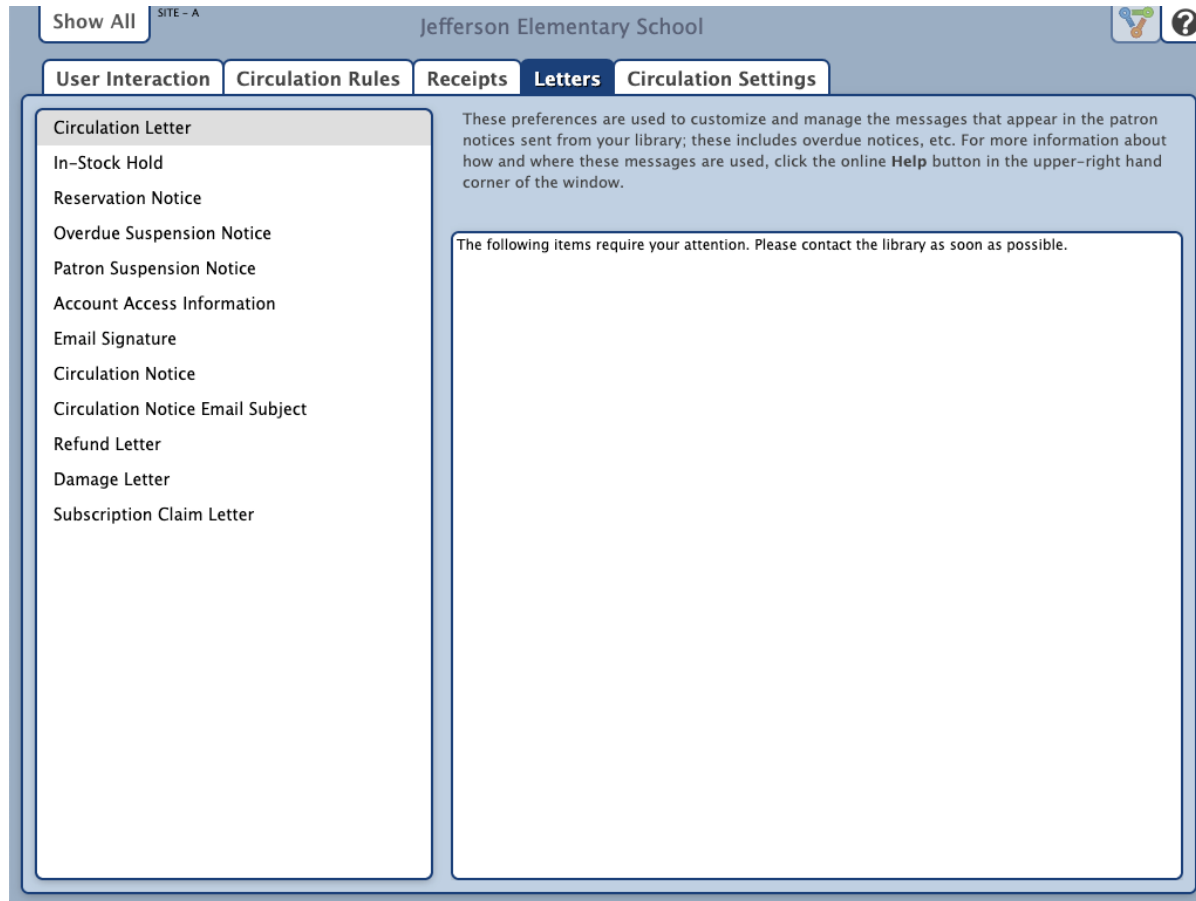 Show All
SITE – A
Jefferson Elementary School
?
User Interaction
Circulation Rules
Receipts
Letters
Circulation Settings
Circulation Letter
In-Stock Hold
Reservation Notice
Overdue Suspension Notice
Patron Suspension Notice
Account Access Information
Email Signature
Circulation Notice
Circulation Notice Email Subject
Refund Letter
Damage Letter
Subscription Claim Letter
These preferences are used to customize and manage the messages that appear in the patron
notices sent from your library; these includes overdue notices, etc. For more information about
how and where these messages are used, click the online Help button in the upper-right hand
corner of the window.
The following items require your attention. Please contact the library as soon as possible.